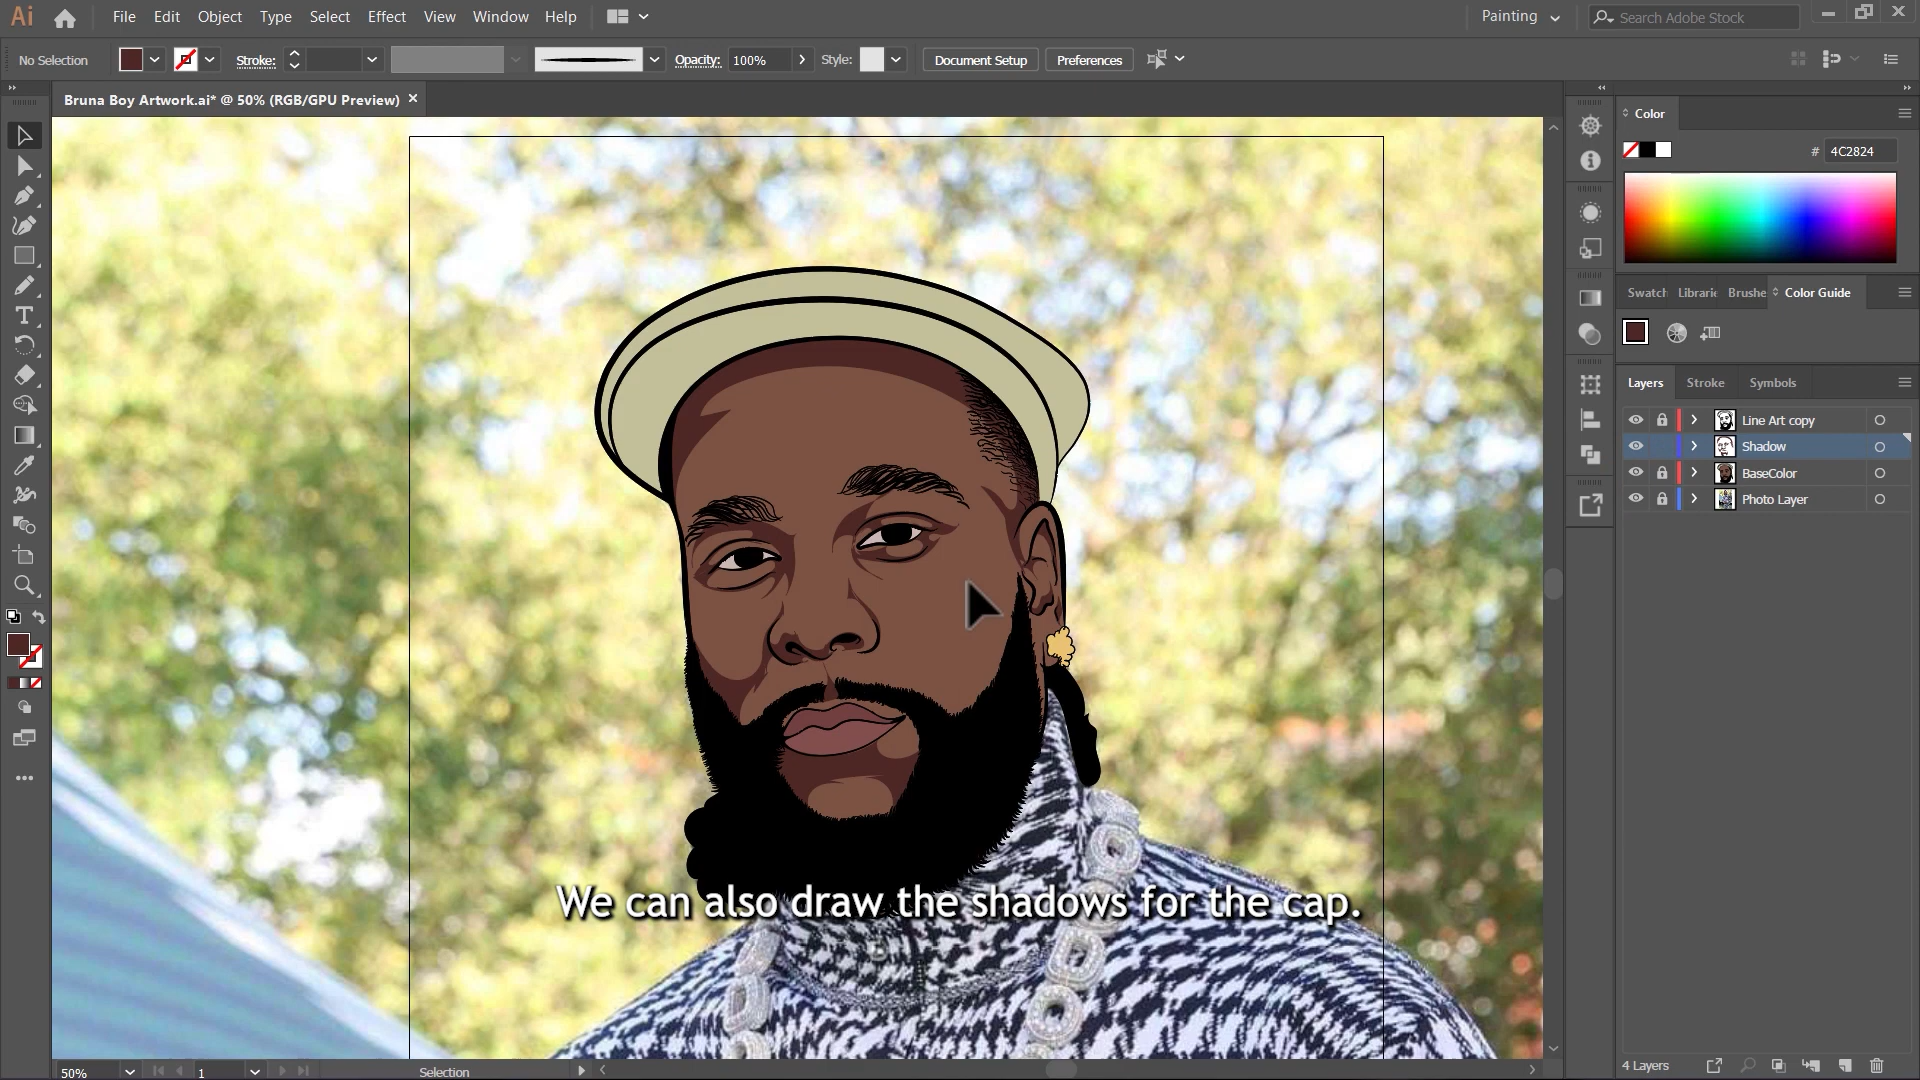 Ai File Edit Object Type Select Effect View Window Help Painting Search Adobe Stock
No Selection Stroke: Opacity: 100% Style: Document Setup Preferences
Bruna Boy Artwork.ai* @ 50% (RGB/GPU Preview)
Color
# 4C2824
Swatch Librarie Brushe Color Guide
Layers Stroke Symbols
Line Art copy
Shadow
BaseColor
Photo Layer
We can also draw the shadows for the cap.
4 Layers
50% 1 Selection